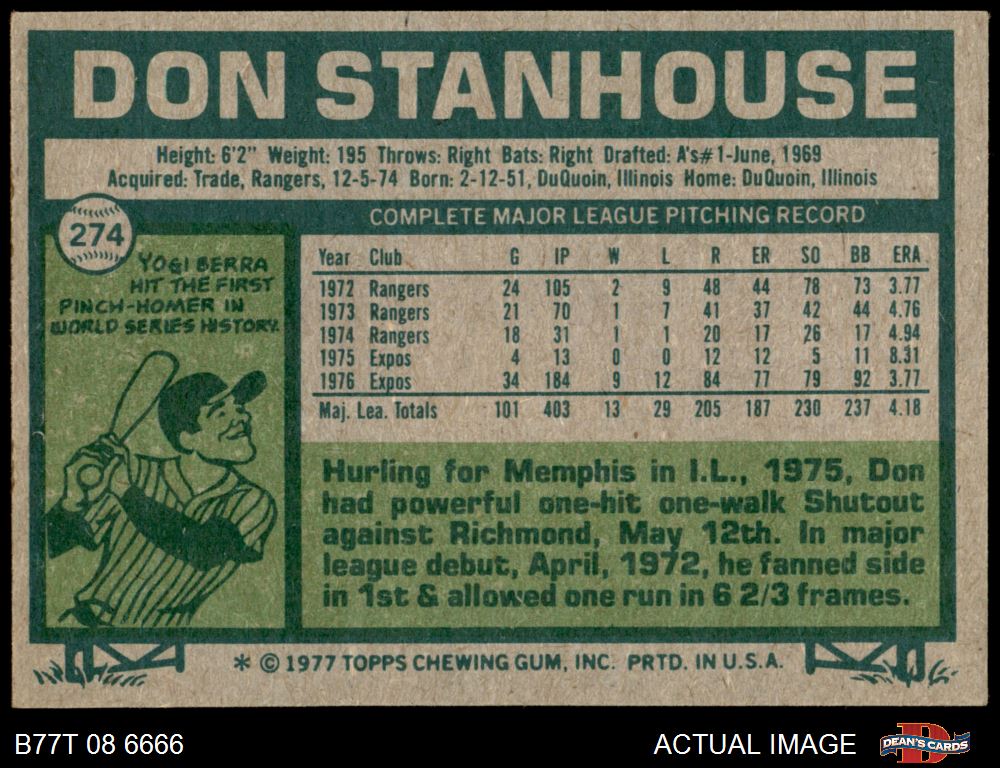 DON STANHOUSE
Height: 6'2" Weight: 195 Throws: Right Bats: Right Drafted: A's#1-June, 1969
Acquired: Trade, Rangers, 12-5-74 Born: 2-12-51, DuQuoin, Illinois Home: DuQuoin, Illinois
274
YOGI BERRA
HIT THE FIRST
PINCH-HOMER IN
WORLD SERIES HISTORY.
COMPLETE MAJOR LEAGUE PITCHING RECORD
Year Club G IP W L R ER SO BB ERA
1972 Rangers 24 105 2 9 48 44 78 73 3.77
1973 Rangers 21 70 1 7 41 37 42 44 4.76
1974 Rangers 18 31 1 1 20 17 26 17 4.94
1975 Expos 4 13 0 0 12 12 5 11 8.31
1976 Expos 34 184 9 12 84 77 79 92 3.77
Maj. Lea. Totals 101 403 13 29 205 187 230 237 4.18
Hurling for Memphis in I.L., 1975, Don
had powerful one-hit one-walk Shutout
against Richmond, May 12th. In major
league debut, April, 1972, he fanned side
in 1st & allowed one run in 6 2/3 frames.
* © 1977 TOPPS CHEWING GUM, INC. PRTD. IN U.S.A.
B77T 08 6666
ACTUAL IMAGE
DEAN'S CARDS